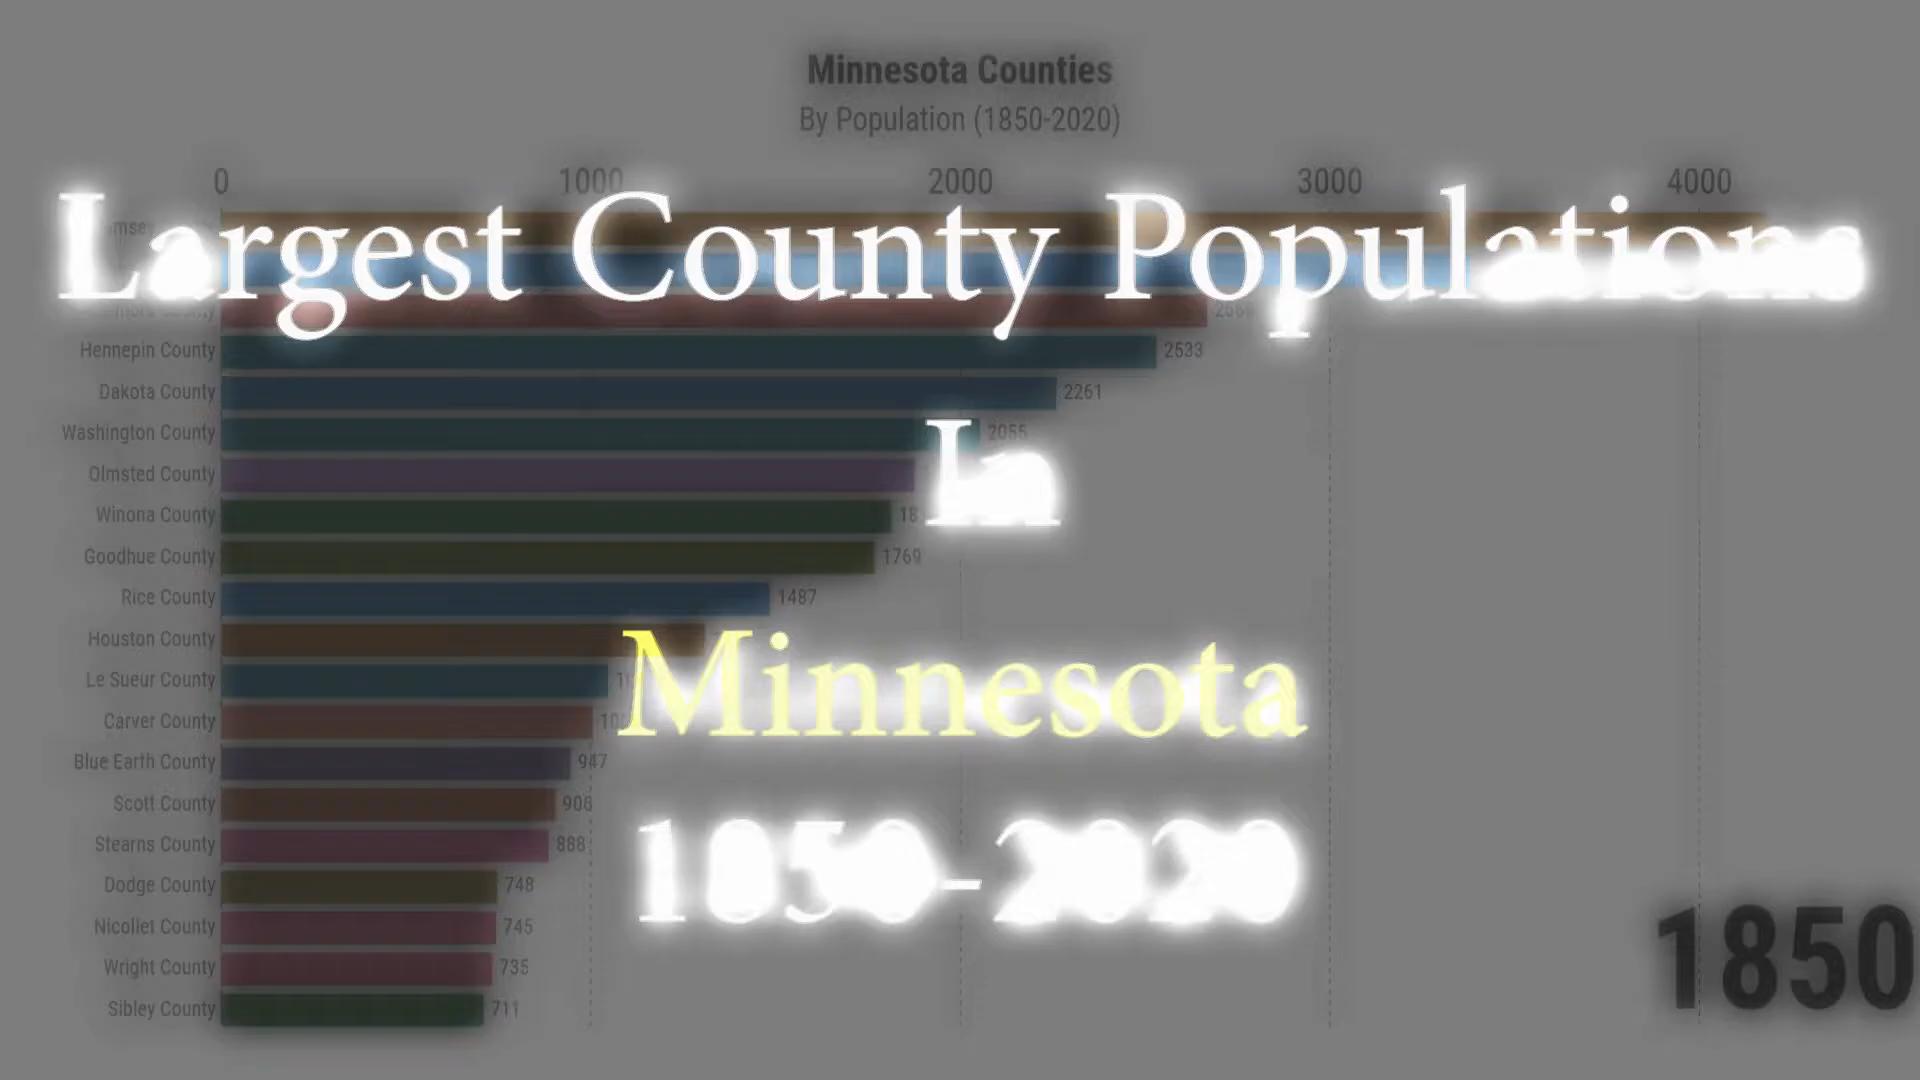 Minnesota Counties
By Population (1850-2020)
0 1000 2000 3000 4000
Largest County Populations
Hennepin County 2533
Dakota County 2261
Washington County 2055
In
Olmsted County
Winona County
Goodhue County 1769
Rice County 1487
Houston County
Minnesota
Le Sueur County
Carver County
Blue Earth County 947
Scott County 906
Stearns County 888
1850-2020
Dodge County 748
Nicollet County 745
Wright County 735
Sibley County 711
1850